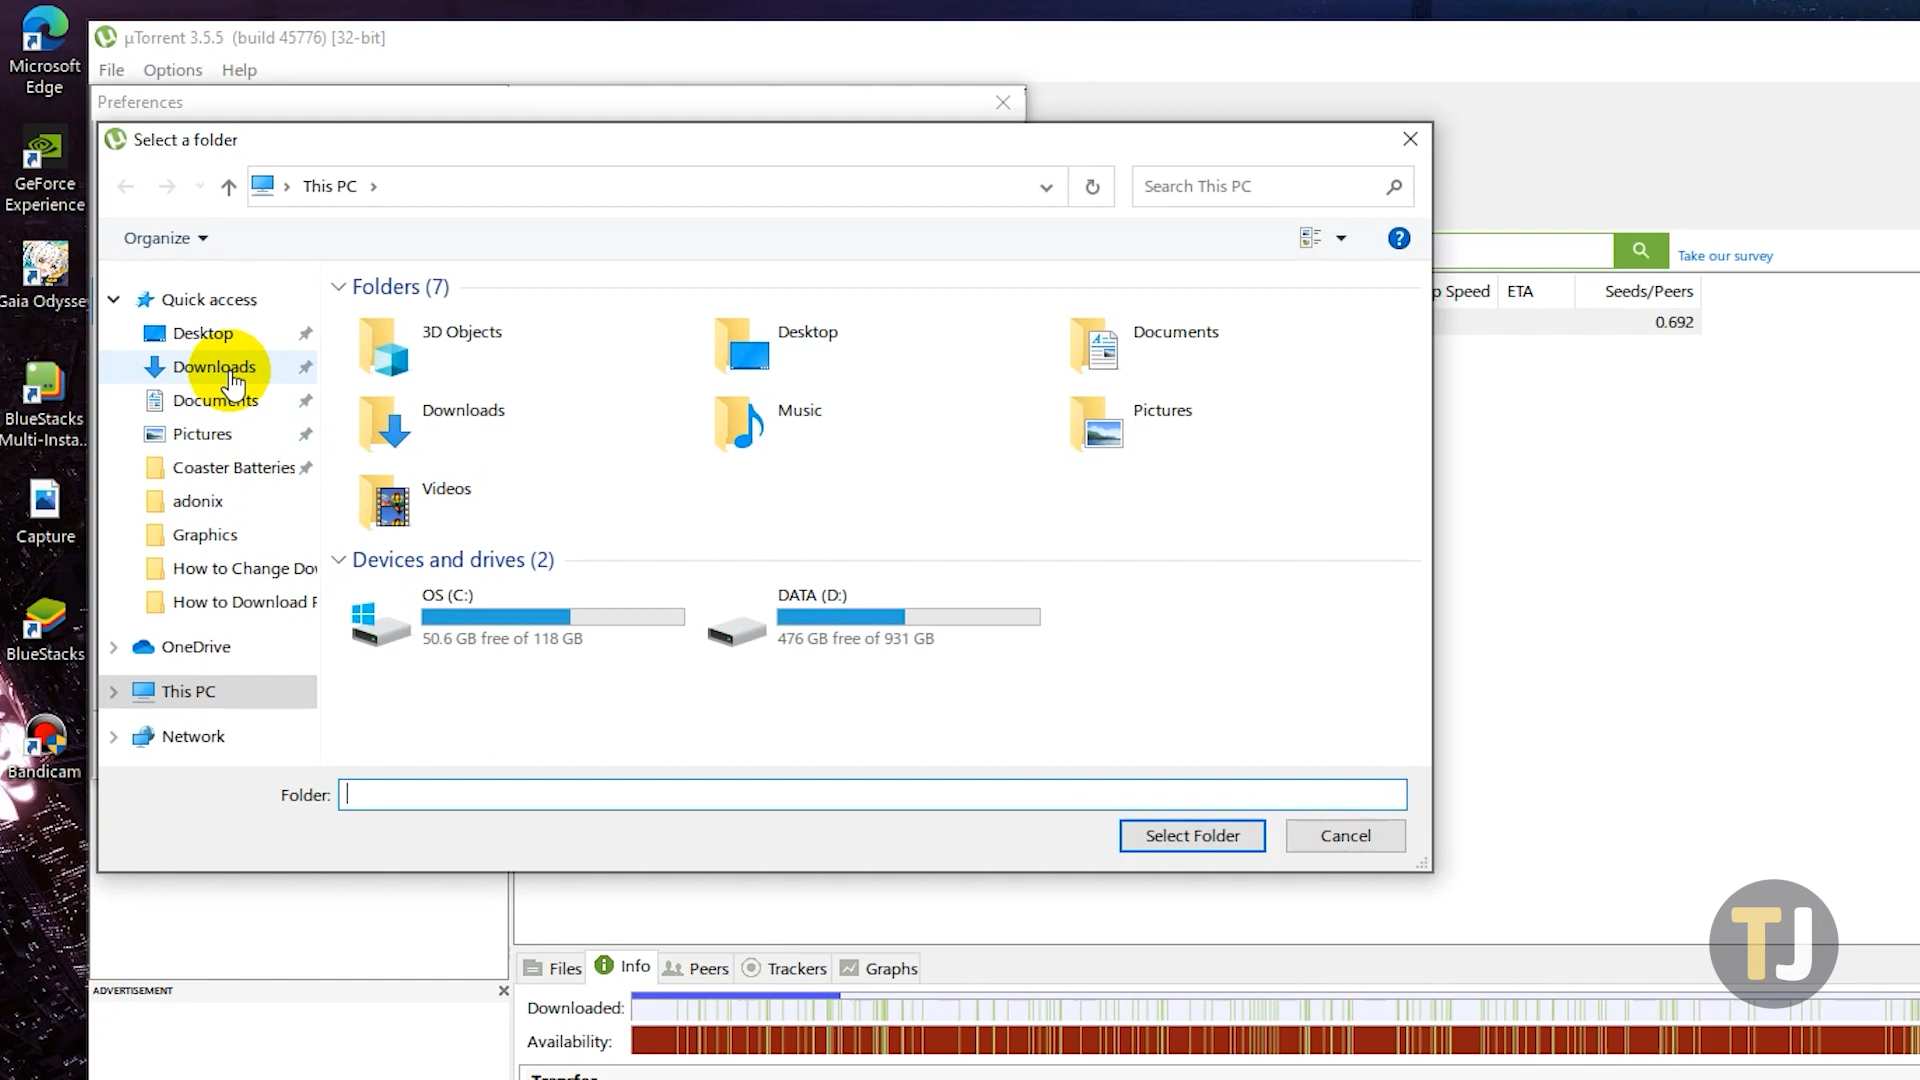 Microsoft
Edge
GeForce
Experience
Gaia Odysse
BlueStacks
Multi-Insta...
Capture
BlueStacks
Bandicam
µTorrent 3.5.5 (build 45776) [32-bit]
File Options Help
Preferences
Select a folder
This PC
Search This PC
Organize
?
Take our survey
p Speed ETA Seeds/Peers
0.692
Quick access
Desktop
Downloads
Documents
Pictures
Coaster Batteries
adonix
Graphics
How to Change Dov
How to Download F
OneDrive
This PC
Network
Folders (7)
3D Objects
Desktop
Documents
Downloads
Music
Pictures
Videos
Devices and drives (2)
OS (C:)
50.6 GB free of 118 GB
DATA (D:)
476 GB free of 931 GB
Folder:
Select Folder
Cancel
ADVERTISEMENT
Files Info Peers Trackers Graphs
Downloaded:
Availability:
TJ